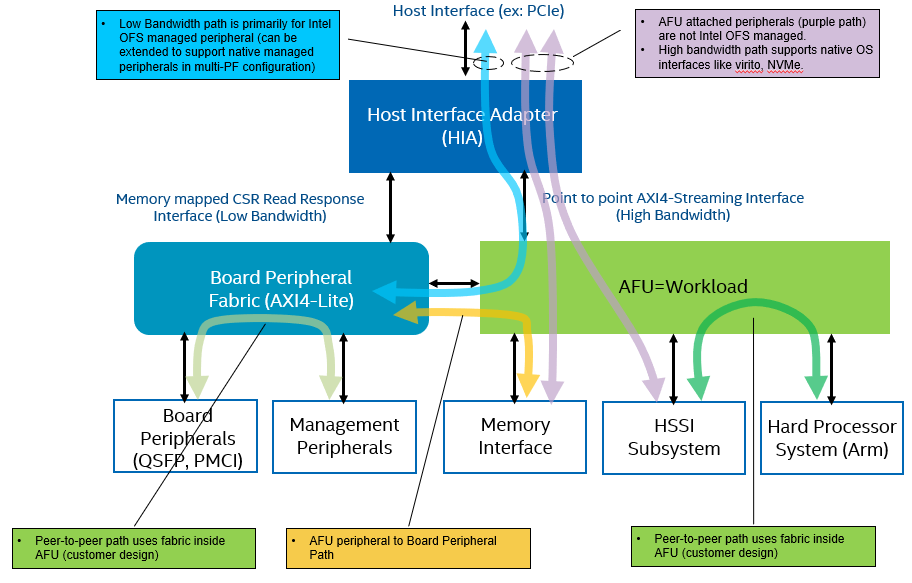 Host Interface (ex: PCIe)
• Low Bandwidth path is primarily for Intel
OFS managed peripheral (can be
extended to support native managed
peripherals in multi-PF configuration)
• AFU attached peripherals (purple path)
are not Intel OFS managed.
• High bandwidth path supports native OS
interfaces like virito, NVMe.
Host Interface Adapter
(HIA)
Memory mapped CSR Read Response
Interface (Low Bandwidth)
Point to point AXI4-Streaming Interface
(High Bandwidth)
Board Peripheral
Fabric (AXI4-Lite)
AFU=Workload
Board
Peripherals
(QSFP, PMCI)
Management
Peripherals
Memory
Interface
HSSI
Subsystem
Hard Processor
System (Arm)
• Peer-to-peer path uses fabric inside
AFU (customer design)
• AFU peripheral to Board Peripheral
Path
• Peer-to-peer path uses fabric inside
AFU (customer design)